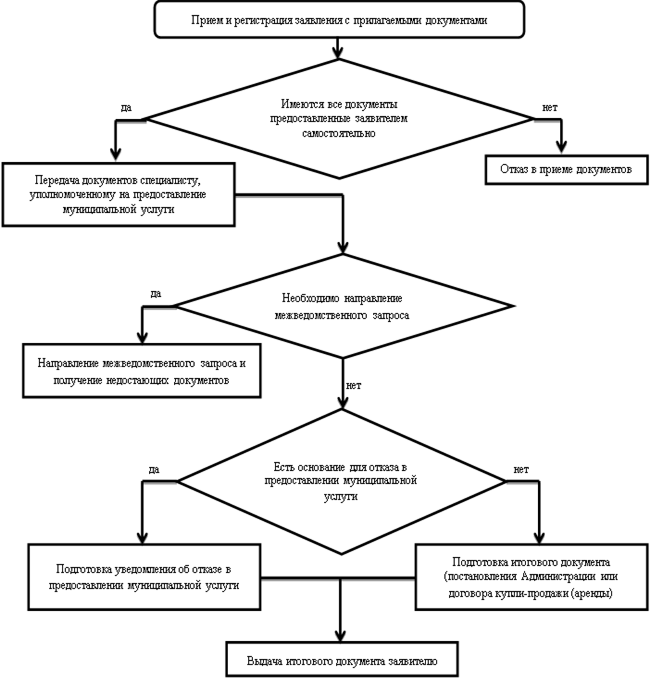 Прием и регистрация заявления с прилагаемыми документами
да
Имеются все документы
предоставленные заявителем
самостоятельно
нет
Передача документов специалисту,
уполномоченному на предоставление
муниципальной услуги
Отказ в приеме документов
да
Необходимо направление
межведомственного запроса
Направление межведомственного запроса и
получение недостающих документов
нет
да
Есть основание для отказа в
предоставлении муниципальной
услуги
нет
Подготовка уведомления об отказе в
предоставлении муниципальной услуги
Подготовка итогового документа
(постановления Администрации или
договора купли-продажи (аренды)
Выдача итогового документа заявителю